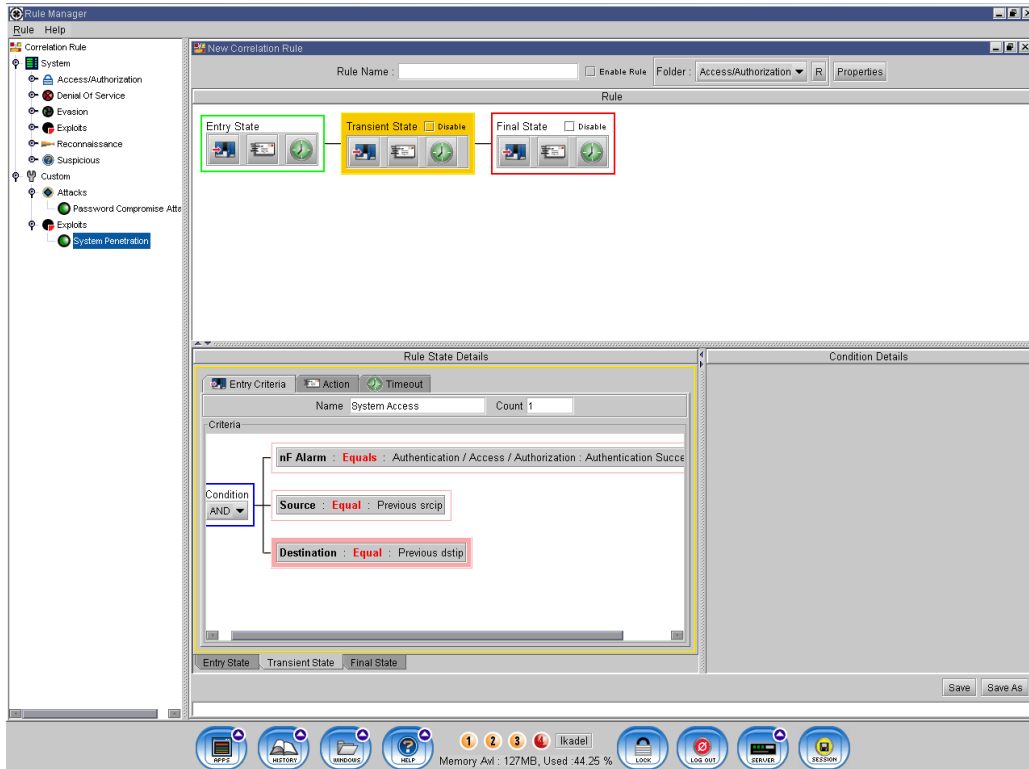 Rule Manager
Rule Help
Correlation Rule
System
Access/Authorization
Denial Of Service
Evasion
Exploits
Reconnaissance
Suspicious
Custom
Attacks
Password Compromise Atta
Exploits
System Penetration
New Correlation Rule
Rule Name : Enable Rule Folder : Access/Authorization R Properties
Rule
Entry State
Transient State Disable
Final State Disable
Rule State Details
Entry Criteria Action Timeout
Name System Access Count 1
Criteria
Condition
AND
nF Alarm : Equals : Authentication / Access / Authorization : Authentication Succe
Source : Equal : Previous srcip
Destination : Equal : Previous dstip
Entry State Transient State Final State
Condition Details
Save Save As
APPS
HISTORY
WINDOWS
HELP
1 2 3 4 lkadel
Memory Avl : 127MB, Used :44.25 %
LOCK
LOG OUT
SERVER
SESSION